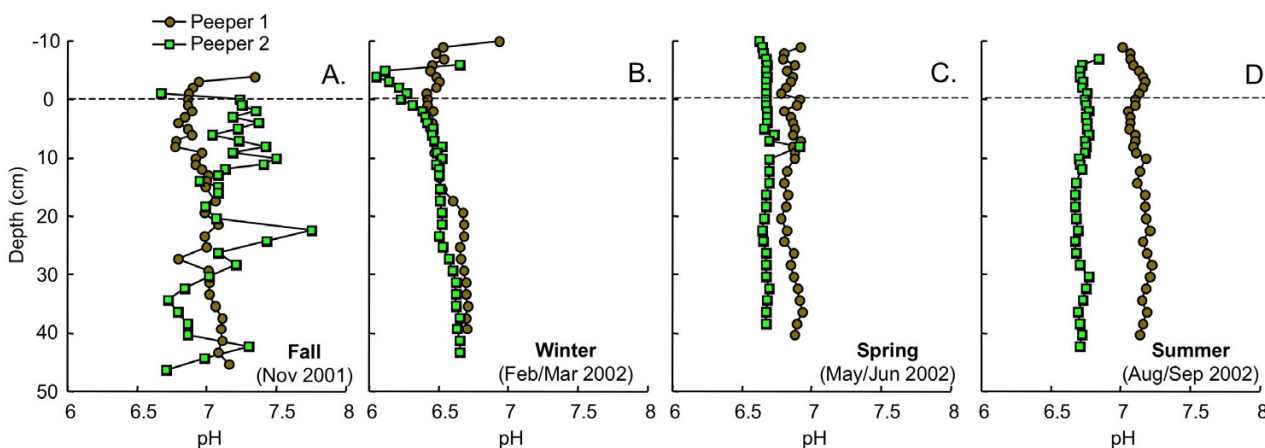 Peeper 1
Peeper 2
-10
0
10
20
30
40
50
Depth (cm)
A.
B.
C.
D.
Fall
(Nov 2001)
Winter
(Feb/Mar 2002)
Spring
(May/Jun 2002)
Summer
(Aug/Sep 2002)
6 6.5 7 7.5 8
6 6.5 7 7.5 8
6 6.5 7 7.5 8
6 6.5 7 7.5 8
pH pH pH pH